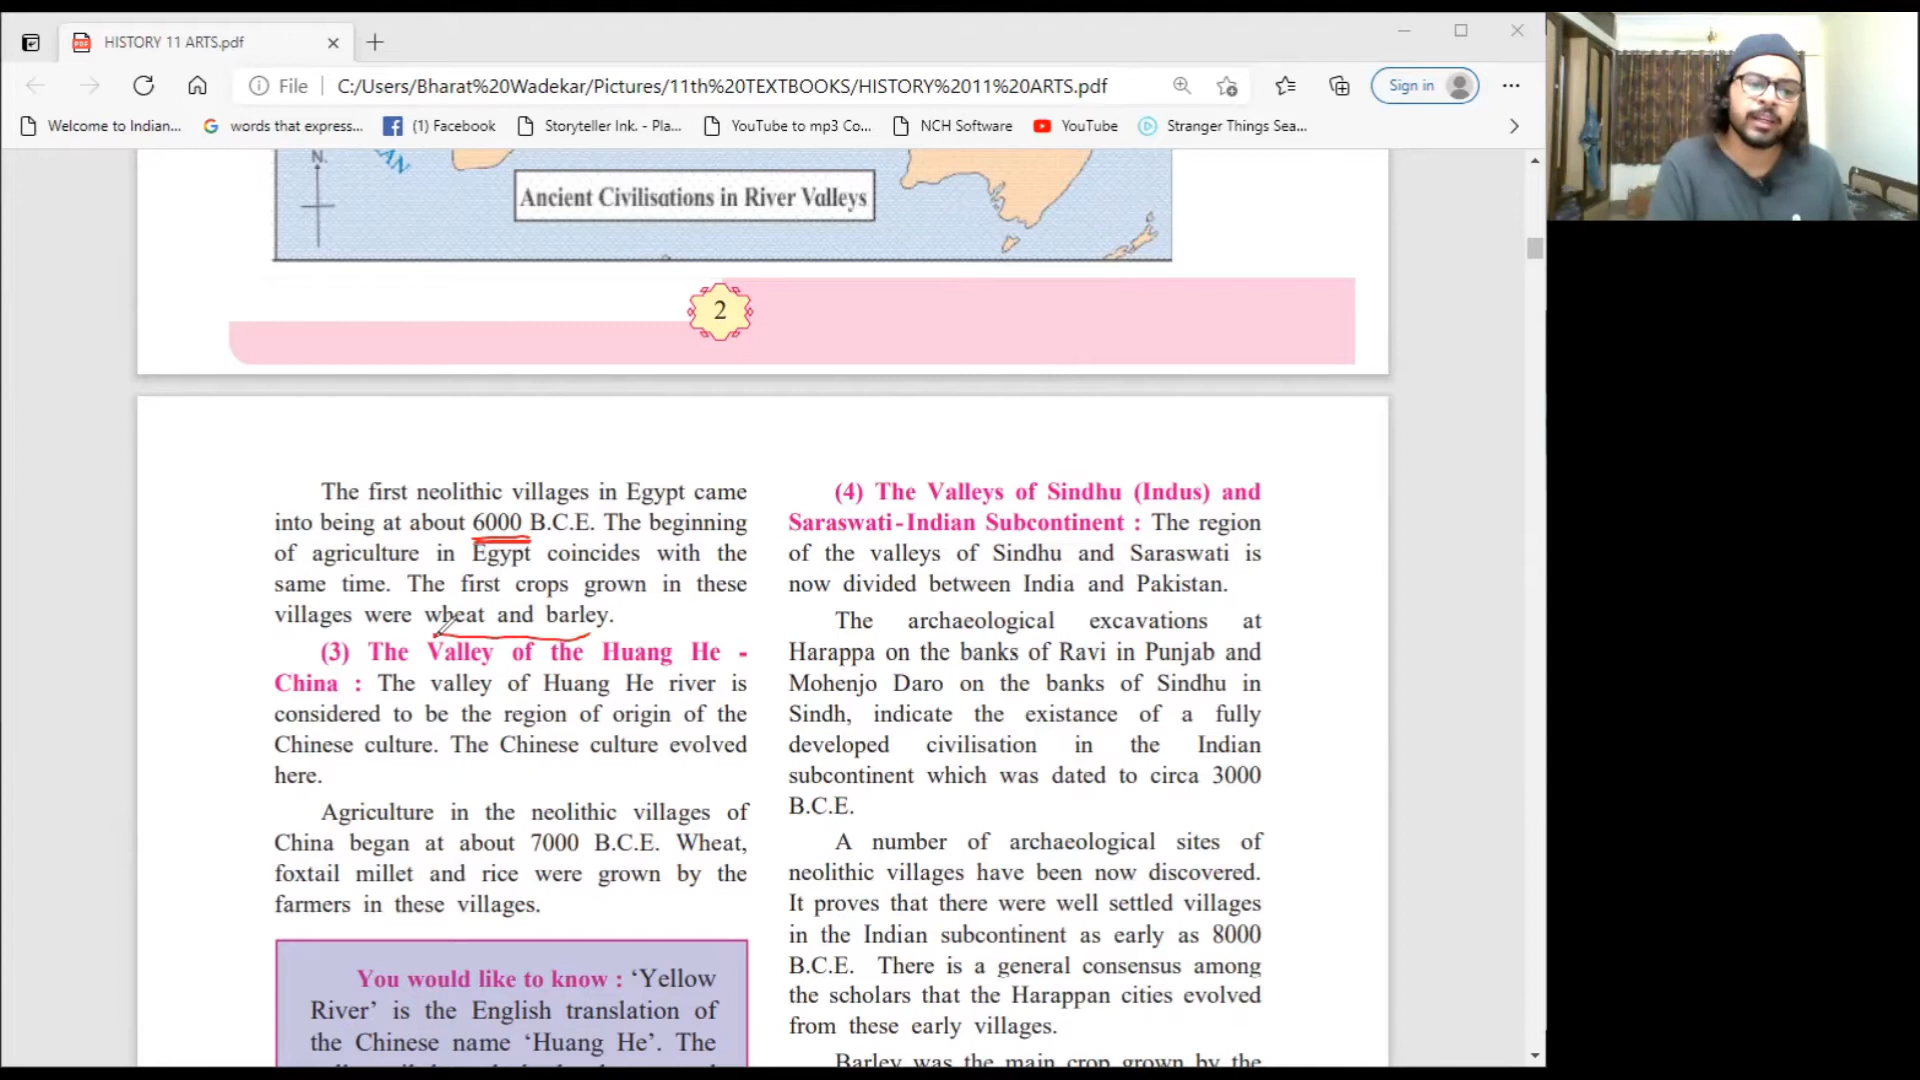 HISTORY 11 ARTS.pdf
File
C:/Users/Bharat%20Wadekar/Pictures/11th%20TEXTBOOKS/HISTORY%2011%20ARTS.pdf
Sign in
Welcome to Indian...
words that express...
(1) Facebook
Storyteller Ink. - Pla...
YouTube to mp3 Co...
NCH Software
YouTube
Stranger Things Sea...
N.
AN
Ancient Civilisations in River Valleys
2
The first neolithic villages in Egypt came
into being at about 6000 B.C.E. The beginning
of agriculture in Egypt coincides with the
same time. The first crops grown in these
villages were wheat and barley.
(3) The Valley of the Huang He -
China : The valley of Huang He river is
considered to be the region of origin of the
Chinese culture. The Chinese culture evolved
here.
Agriculture in the neolithic villages of
China began at about 7000 B.C.E. Wheat,
foxtail millet and rice were grown by the
farmers in these villages.
You would like to know : ‘Yellow
River’ is the English translation of
the Chinese name ‘Huang He’. The
(4) The Valleys of Sindhu (Indus) and
Saraswati-Indian Subcontinent : The region
of the valleys of Sindhu and Saraswati is
now divided between India and Pakistan.
The archaeological excavations at
Harappa on the banks of Ravi in Punjab and
Mohenjo Daro on the banks of Sindhu in
Sindh, indicate the existance of a fully
developed civilisation in the Indian
subcontinent which was dated to circa 3000
B.C.E.
A number of archaeological sites of
neolithic villages have been now discovered.
It proves that there were well settled villages
in the Indian subcontinent as early as 8000
B.C.E. There is a general consensus among
the scholars that the Harappan cities evolved
from these early villages.
Barley was the main crop grown by the